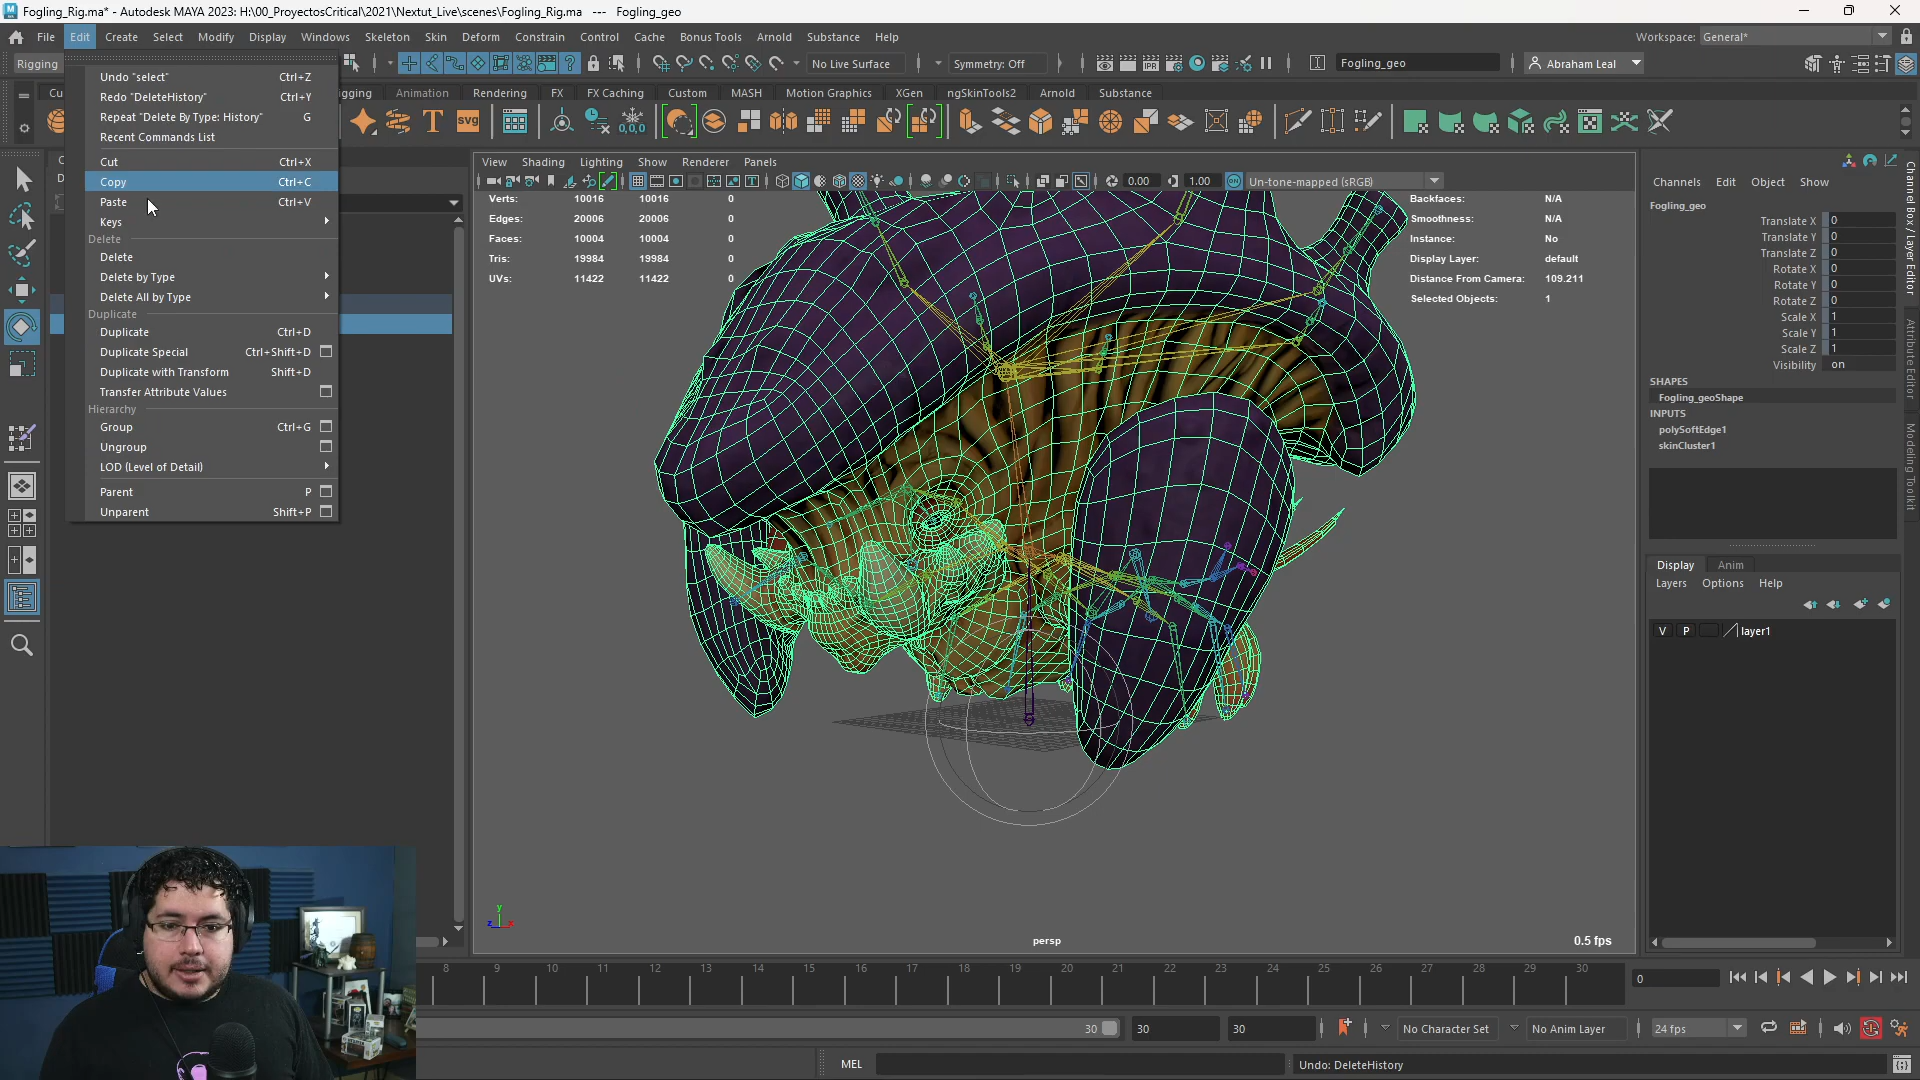 Fogling_Rig.ma* - Autodesk MAYA 2023: H:\00_ProyectosCritical\2021\Nextut_Live\scenes\Fogling_Rig.ma --- Fogling_geo
File Edit Create Select Modify Display Windows Skeleton Skin Deform Constrain Control Cache Bonus Tools Arnold Substance Help
Workspace: General*
Rigging
No Live Surface
Symmetry: Off
Fogling_geo
Abraham Leal
Cu
igging Animation Rendering FX FX Caching Custom MASH Motion Graphics XGen ngSkinTools2 Arnold Substance
Undo "select" Ctrl+Z
Redo "DeleteHistory" Ctrl+Y
Repeat "Delete By Type: History" G
Recent Commands List
Cut Ctrl+X
Copy Ctrl+C
Paste Ctrl+V
Keys
Delete
Delete
Delete by Type
Delete All by Type
Duplicate
Duplicate Ctrl+D
Duplicate Special Ctrl+Shift+D
Duplicate with Transform Shift+D
Transfer Attribute Values
Hierarchy
Group Ctrl+G
Ungroup
LOD (Level of Detail)
Parent P
Unparent Shift+P
View Shading Lighting Show Renderer Panels
0.00 1.00 Un-tone-mapped (sRGB)
Verts: 10016 10016 0
Edges: 20006 20006 0
Faces: 10004 10004 0
Tris: 19984 19984 0
UVs: 11422 11422 0
Backfaces: N/A
Smoothness: N/A
Instance: No
Display Layer: default
Distance From Camera: 109.211
Selected Objects: 1
persp
0.5 fps
Channels Edit Object Show
Fogling_geo
Translate X 0
Translate Y 0
Translate Z 0
Rotate X 0
Rotate Y 0
Rotate Z 0
Scale X 1
Scale Y 1
Scale Z 1
Visibility on
SHAPES
Fogling_geoShape
INPUTS
polySoftEdge1
skinCluster1
Display Anim
Layers Options Help
V P layer1
Channel Box / Layer Editor
Attribute Editor
Modeling Toolkit
8 9 10 11 12 13 14 15 16 17 18 19 20 21 22 23 24 25 26 27 28 29 30
0
30 30 30
No Character Set
No Anim Layer
24 fps
MEL
Undo: DeleteHistory